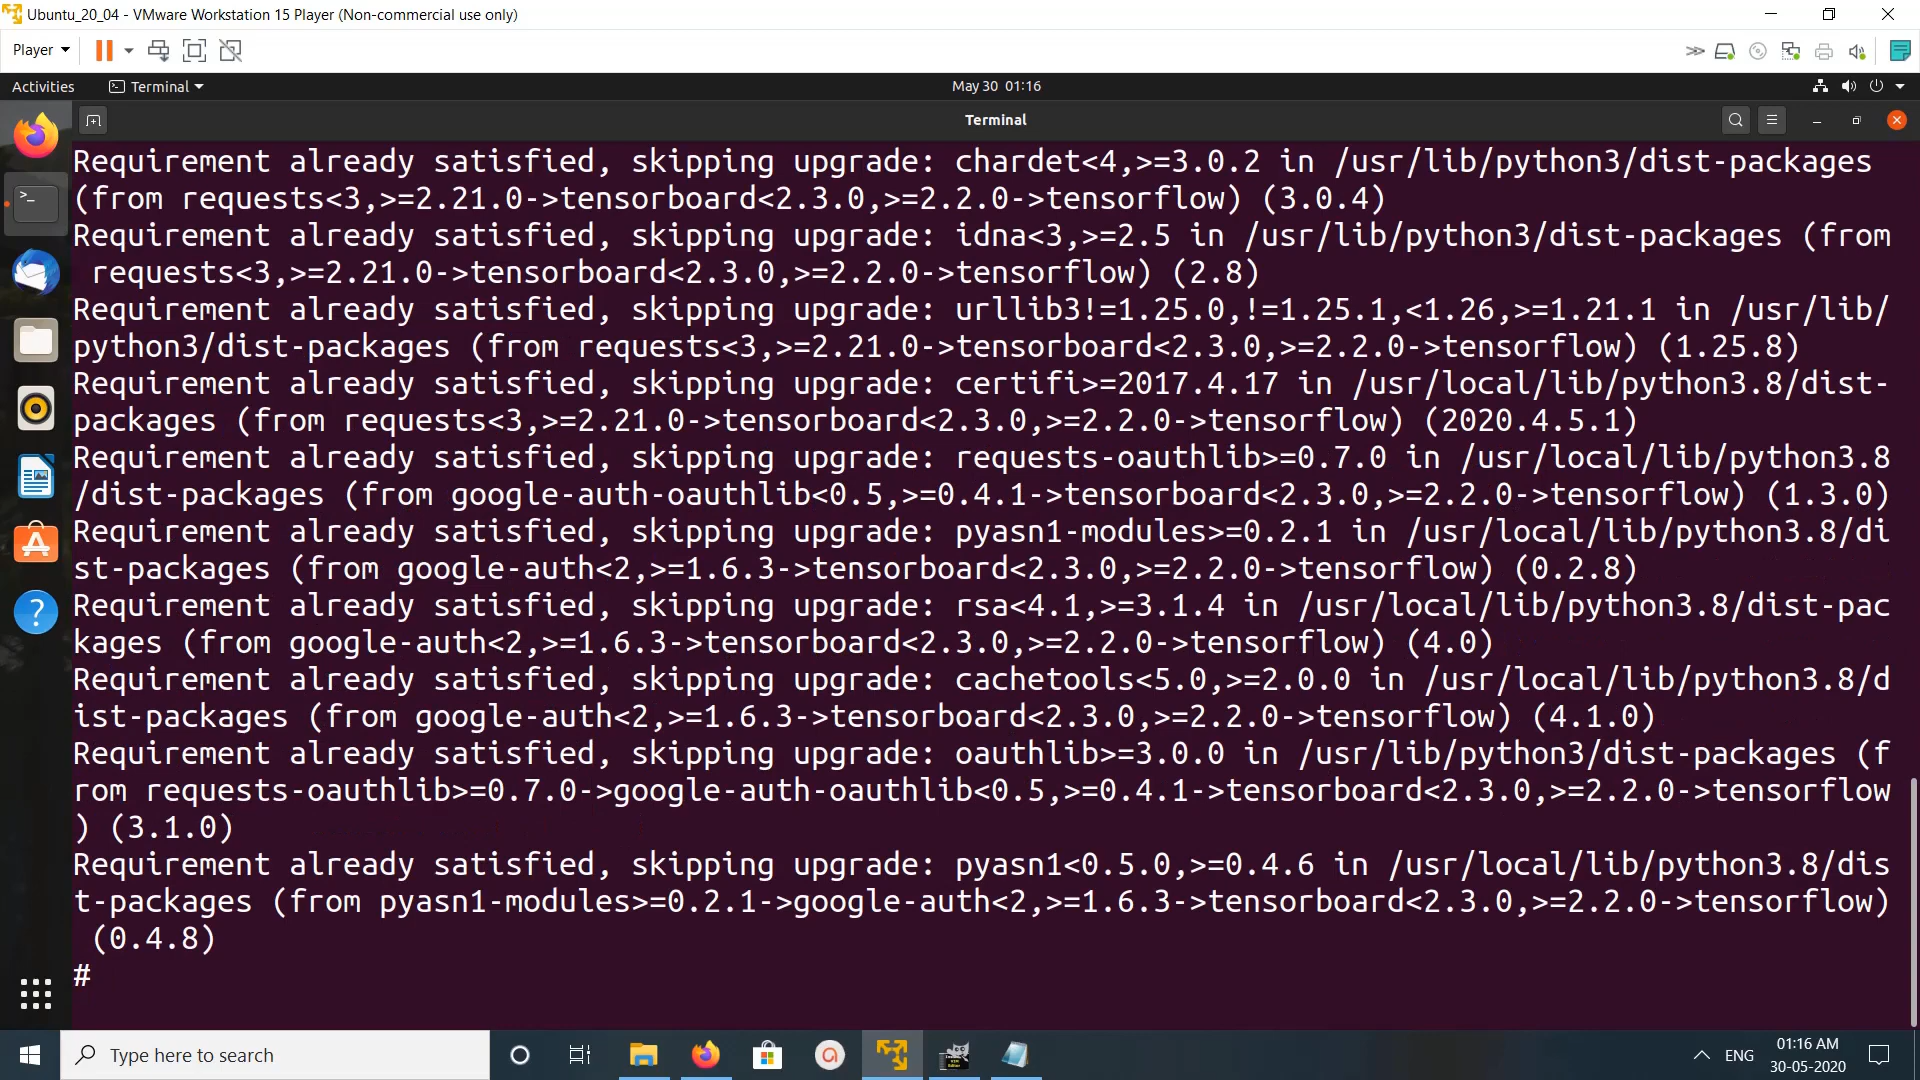 Ubuntu_20_04 - VMware Workstation 15 Player (Non-commercial use only)
Player
Activities
Terminal
May 30 01:16
Terminal
Requirement already satisfied, skipping upgrade: chardet<4,>=3.0.2 in /usr/lib/python3/dist-packages
(from requests<3,>=2.21.0->tensorboard<2.3.0,>=2.2.0->tensorflow) (3.0.4)
Requirement already satisfied, skipping upgrade: idna<3,>=2.5 in /usr/lib/python3/dist-packages (from
requests<3,>=2.21.0->tensorboard<2.3.0,>=2.2.0->tensorflow) (2.8)
Requirement already satisfied, skipping upgrade: urllib3!=1.25.0,!=1.25.1,<1.26,>=1.21.1 in /usr/lib/
python3/dist-packages (from requests<3,>=2.21.0->tensorboard<2.3.0,>=2.2.0->tensorflow) (1.25.8)
Requirement already satisfied, skipping upgrade: certifi>=2017.4.17 in /usr/local/lib/python3.8/dist-
packages (from requests<3,>=2.21.0->tensorboard<2.3.0,>=2.2.0->tensorflow) (2020.4.5.1)
Requirement already satisfied, skipping upgrade: requests-oauthlib>=0.7.0 in /usr/local/lib/python3.8
/dist-packages (from google-auth-oauthlib<0.5,>=0.4.1->tensorboard<2.3.0,>=2.2.0->tensorflow) (1.3.0)
Requirement already satisfied, skipping upgrade: pyasn1-modules>=0.2.1 in /usr/local/lib/python3.8/di
st-packages (from google-auth<2,>=1.6.3->tensorboard<2.3.0,>=2.2.0->tensorflow) (0.2.8)
Requirement already satisfied, skipping upgrade: rsa<4.1,>=3.1.4 in /usr/local/lib/python3.8/dist-pac
kages (from google-auth<2,>=1.6.3->tensorboard<2.3.0,>=2.2.0->tensorflow) (4.0)
Requirement already satisfied, skipping upgrade: cachetools<5.0,>=2.0.0 in /usr/local/lib/python3.8/d
ist-packages (from google-auth<2,>=1.6.3->tensorboard<2.3.0,>=2.2.0->tensorflow) (4.1.0)
Requirement already satisfied, skipping upgrade: oauthlib>=3.0.0 in /usr/lib/python3/dist-packages (f
rom requests-oauthlib>=0.7.0->google-auth-oauthlib<0.5,>=0.4.1->tensorboard<2.3.0,>=2.2.0->tensorflow
) (3.1.0)
Requirement already satisfied, skipping upgrade: pyasn1<0.5.0,>=0.4.6 in /usr/local/lib/python3.8/dis
t-packages (from pyasn1-modules>=0.2.1->google-auth<2,>=1.6.3->tensorboard<2.3.0,>=2.2.0->tensorflow)
(0.4.8)
#
Type here to search
ENG
01:16 AM
30-05-2020